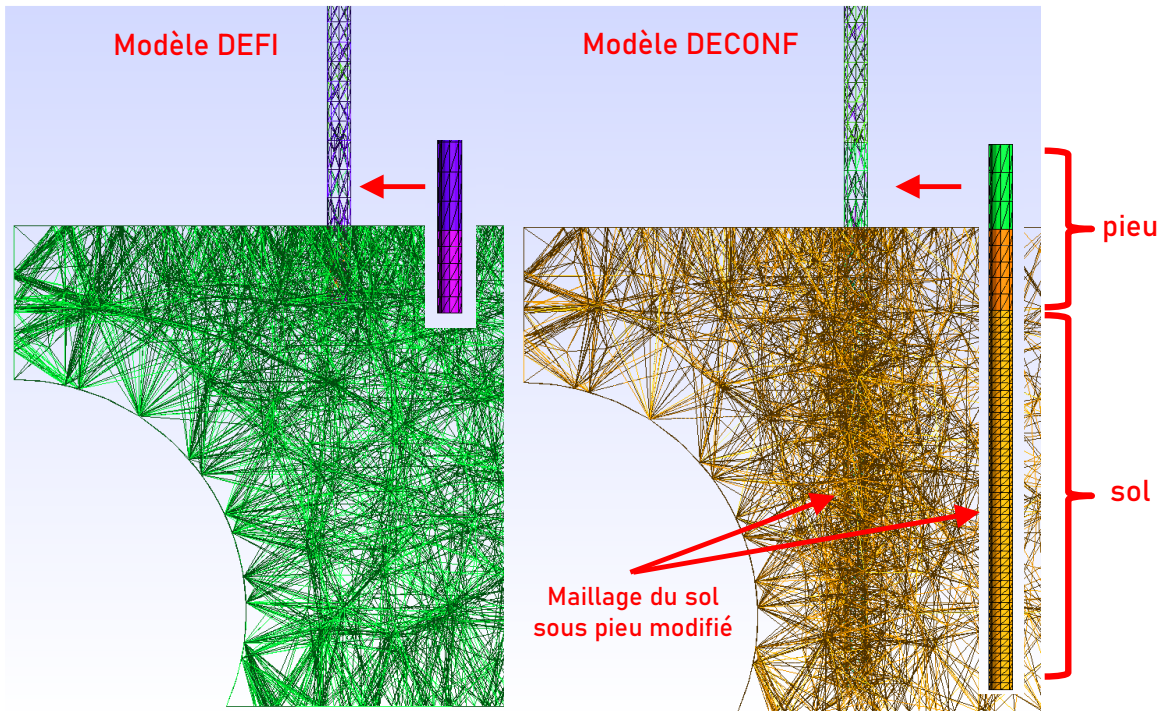 Modèle DEFI
Modèle DECONF
pieu
sol
Maillage du sol
sous pieu modifié